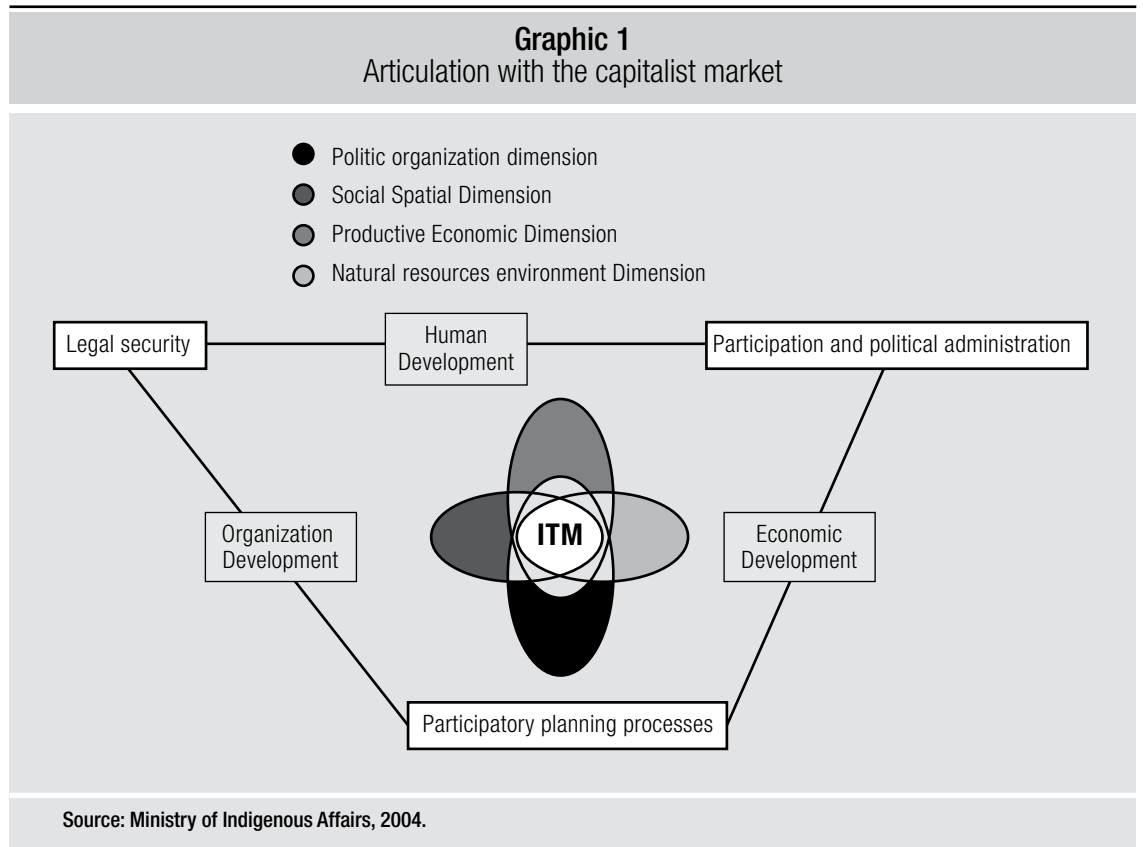 Graphic 1
Articulation with the capitalist market
Politic organization dimension
Social Spatial Dimension
Productive Economic Dimension
Natural resources environment Dimension
Legal security
Human
Development
Participation and political administration
Organization
Development
ITM
Economic
Development
Participatory planning processes
Source: Ministry of Indigenous Affairs, 2004.